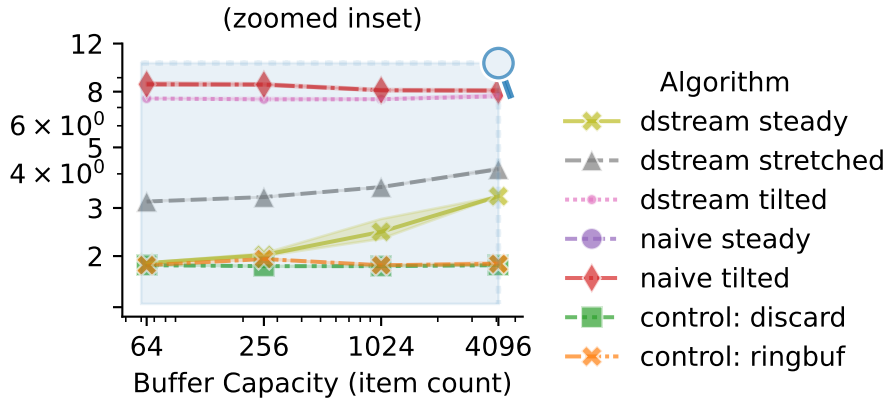 (zoomed inset)
12
8
6 × 10⁰
5
4 × 10⁰
3
2
64 256 1024 4096
Buffer Capacity (item count)
Algorithm
dstream steady
dstream stretched
dstream tilted
naive steady
naive tilted
control: discard
control: ringbuf